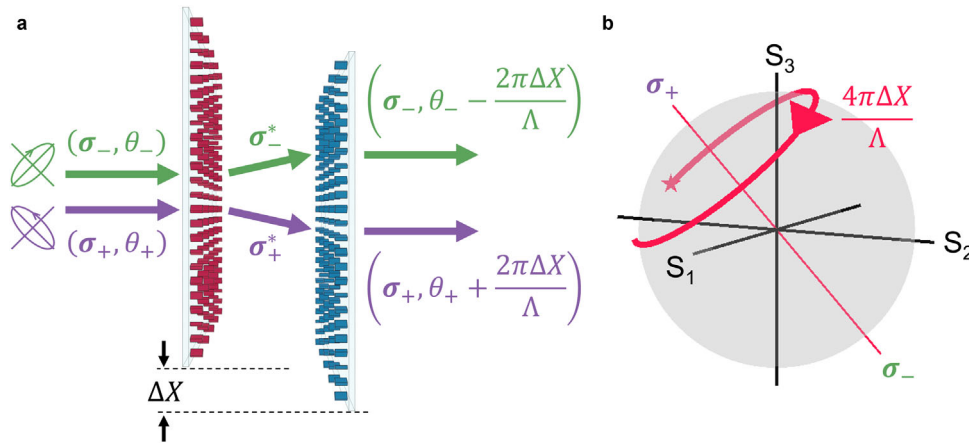 a
(σ₋, θ₋)
σ₋*
(σ₋, θ₋ − 2πΔX/Λ)
(σ₊, θ₊)
σ₊*
(σ₊, θ₊ + 2πΔX/Λ)
ΔX
b
S₃
σ₊
4πΔX/Λ
S₂
S₁
σ₋